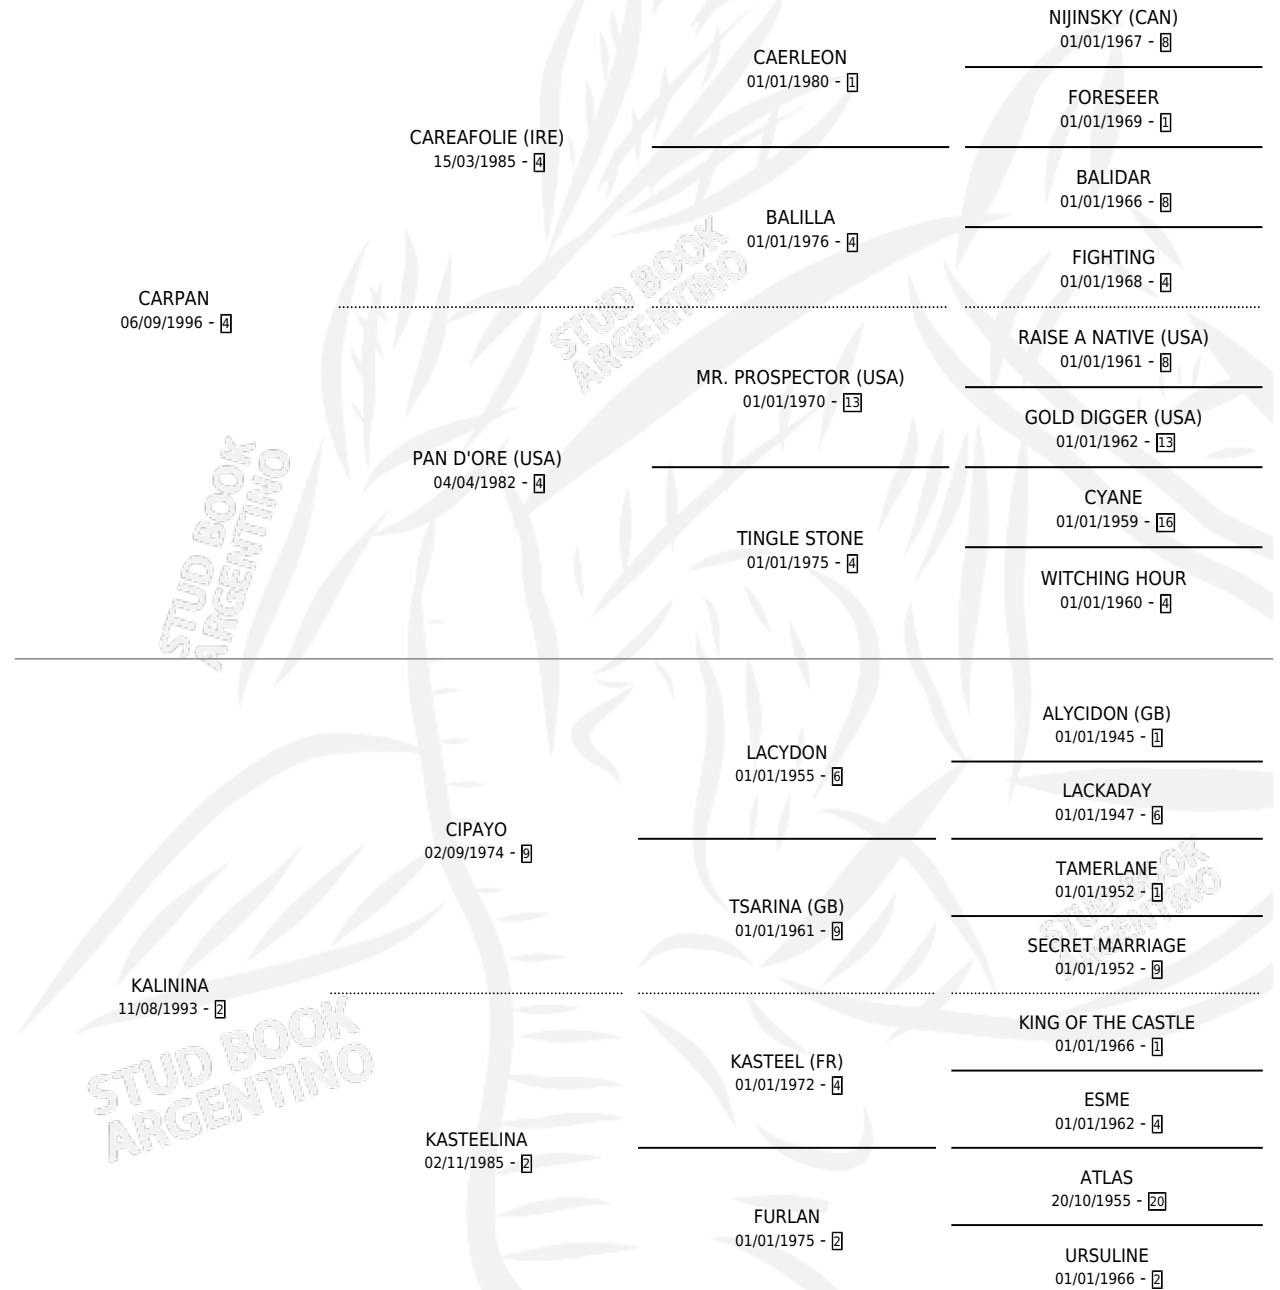 NIJINSKY (CAN)
01/01/1967 - 8
CAERLEON
01/01/1980 - 1
FORESEER
01/01/1969 - 1
CAREAFOLIE (IRE)
15/03/1985 - 4
BALIDAR
01/01/1966 - 8
BALILLA
01/01/1976 - 4
FIGHTING
01/01/1968 - 4
CARPAN
06/09/1996 - 4
STUD BOOK
ARGENTINO
RAISE A NATIVE (USA)
01/01/1961 - 8
MR. PROSPECTOR (USA)
01/01/1970 - 13
GOLD DIGGER (USA)
01/01/1962 - 13
PAN D'ORE (USA)
04/04/1982 - 4
CYANE
01/01/1959 - 16
TINGLE STONE
01/01/1975 - 4
WITCHING HOUR
01/01/1960 - 4
STUD BOOK
ARGENTINO
ALYCIDON (GB)
01/01/1945 - 1
LACYDON
01/01/1955 - 6
LACKADAY
01/01/1947 - 6
CIPAYO
02/09/1974 - 9
TAMERLANE
01/01/1952 - 1
TSARINA (GB)
01/01/1961 - 9
STUD BOOK
ARGENTINO
SECRET MARRIAGE
01/01/1952 - 9
KALININA
11/08/1993 - 2
KING OF THE CASTLE
01/01/1966 - 1
KASTEEL (FR)
01/01/1972 - 4
STUD BOOK
ARGENTINO
ESME
01/01/1962 - 4
KASTEELINA
02/11/1985 - 2
ATLAS
20/10/1955 - 20
FURLAN
01/01/1975 - 2
URSULINE
01/01/1966 - 2